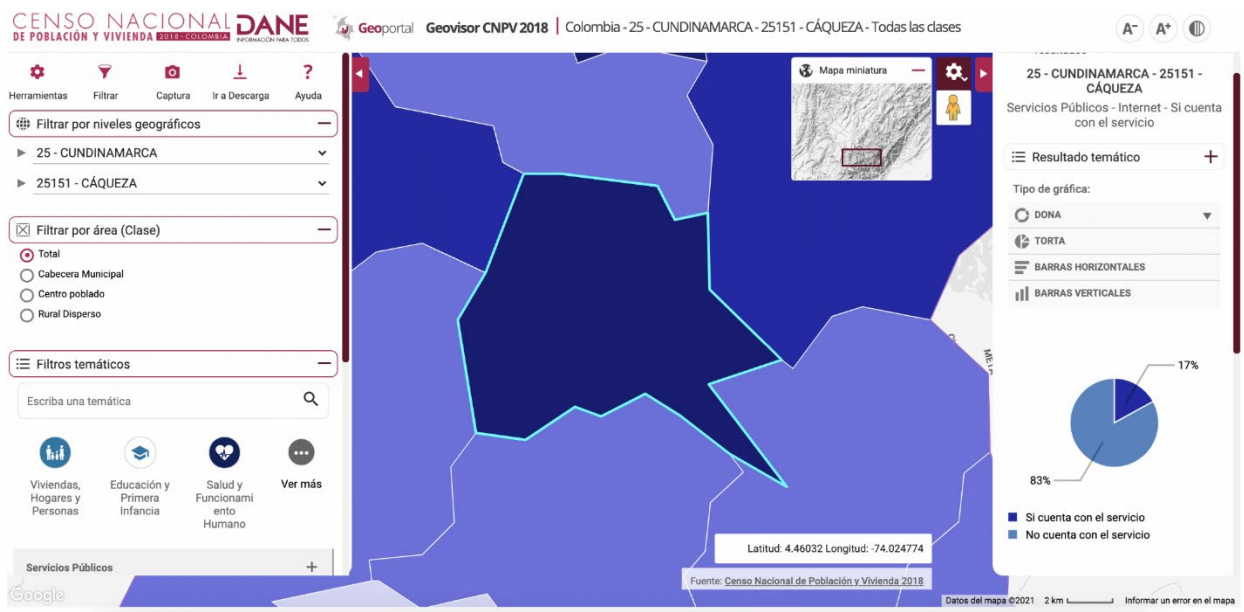 CENSO NACIONAL
DE POBLACIÓN Y VIVIENDA 2018 - COLOMBIA
DANE
INFORMACIÓN PARA TODOS
Geoportal Geovisor CNPV 2018 | Colombia - 25 - CUNDINAMARCA - 25151 - CÁQUEZA - Todas las clases
A- A+
Herramientas Filtrar Captura Ir a Descarga Ayuda
Filtrar por niveles geográficos
25 - CUNDINAMARCA
25151 - CÁQUEZA
Filtrar por área (Clase)
Total
Cabecera Municipal
Centro poblado
Rural Disperso
Filtros temáticos
Escriba una temática
Viviendas,
Hogares y
Personas
Educación y
Primera
Infancia
Salud y
Funcionami
ento
Humano
Ver más
Servicios Públicos +
Google
Mapa miniatura
Latitud: 4.46032 Longitud: -74.024774
Fuente: Censo Nacional de Población y Vivienda 2018
Datos del mapa ©2021 2 km Informar un error en el mapa
25 - CUNDINAMARCA - 25151 -
CÁQUEZA
Servicios Públicos - Internet - Si cuenta
con el servicio
Resultado temático +
Tipo de gráfica:
DONA
TORTA
BARRAS HORIZONTALES
BARRAS VERTICALES
17%
83%
Si cuenta con el servicio
No cuenta con el servicio